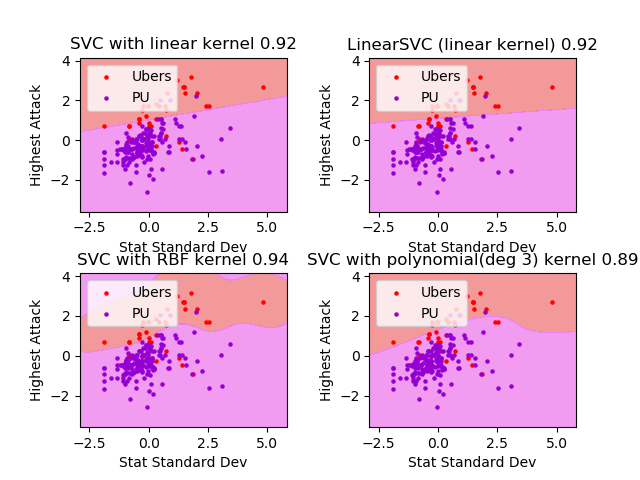 SVC with linear kernel 0.92
LinearSVC (linear kernel) 0.92
4
2
0
−2
Highest Attack
Ubers
PU
−2.5 0.0 2.5 5.0
Stat Standard Dev
4
2
0
−2
Highest Attack
Ubers
PU
−2.5 0.0 2.5 5.0
Stat Standard Dev
SVC with RBF kernel 0.94
SVC with polynomial(deg 3) kernel 0.89
4
2
0
−2
Highest Attack
Ubers
PU
−2.5 0.0 2.5 5.0
Stat Standard Dev
4
2
0
−2
Highest Attack
Ubers
PU
−2.5 0.0 2.5 5.0
Stat Standard Dev